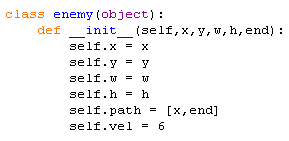 class enemy(object):
    def __init__(self,x,y,w,h,end):
        self.x = x
        self.y = y
        self.w = w
        self.h = h
        self.path = [x,end]
        self.vel = 6